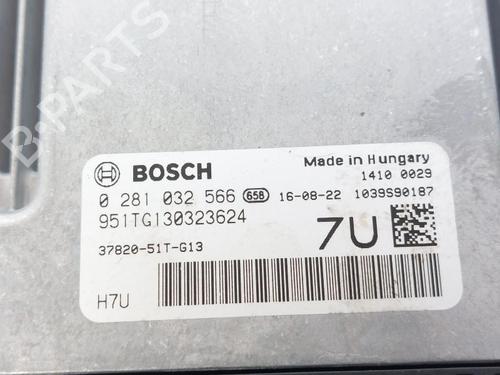 B-PARTS
BOSCH
Made in Hungary
1410 0029
0 281 032 566 658 16-08-22 1039S90187
951TG130323624
7U
37820-51T-G13
H7U